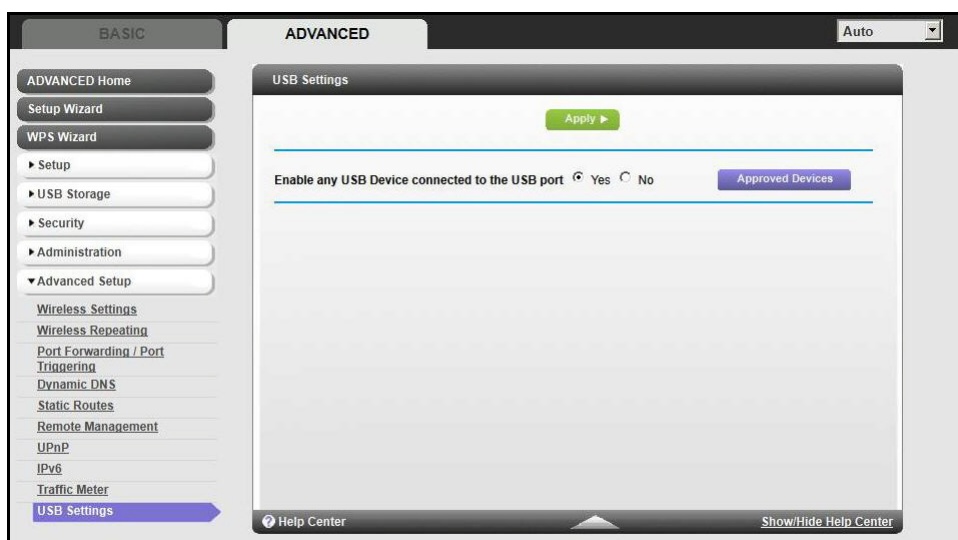 BASIC
ADVANCED
Auto
ADVANCED Home
Setup Wizard
WPS Wizard
Setup
USB Storage
Security
Administration
Advanced Setup
Wireless Settings
Wireless Repeating
Port Forwarding / Port
Triggering
Dynamic DNS
Static Routes
Remote Management
UPnP
IPv6
Traffic Meter
USB Settings
USB Settings
Apply
Enable any USB Device connected to the USB port Yes No
Approved Devices
Help Center
Show/Hide Help Center